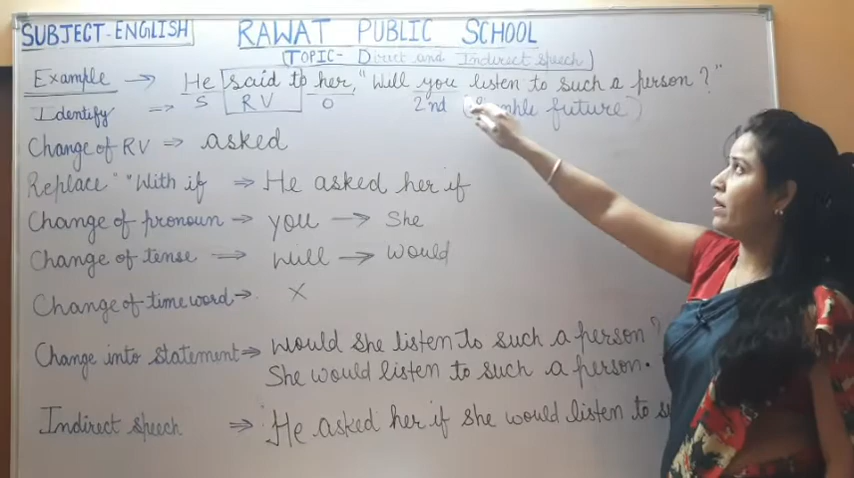 SUBJECT-ENGLISH
RAWAT PUBLIC SCHOOL
TOPIC- Direct and Indirect speech
Example → He said to her, "Will you listen to such a person?"
Identify ⇒ S RV O 2nd future)
Change of RV ⇒ asked
Replace " " With if ⇒ He asked her if
Change of pronoun → you → She
Change of tense → will → would
Change of time word → ×
Change into statement ⇒ would she listen to such a person?
She would listen to such a person.
Indirect speech ⇒ He asked her if she would listen to